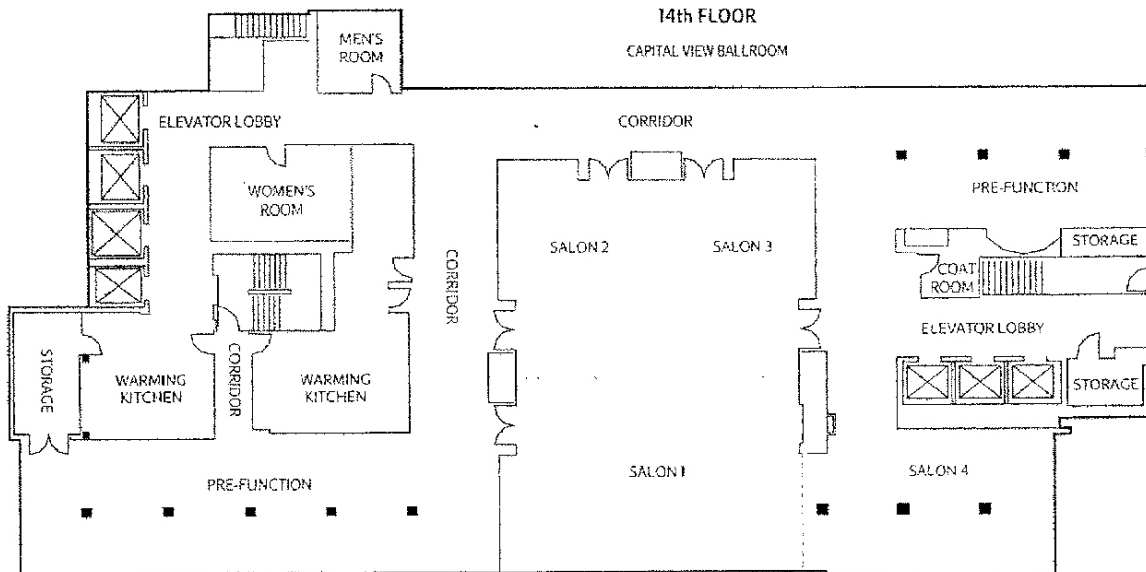 14th FLOOR
CAPITAL VIEW BALLROOM
MEN'S
ROOM
ELEVATOR LOBBY
CORRIDOR
WOMEN'S
ROOM
SALON 2
SALON 3
PRE-FUNCTION
STORAGE
COAT
ROOM
CORRIDOR
ELEVATOR LOBBY
STORAGE
WARMING
KITCHEN
CORRIDOR
WARMING
KITCHEN
STORAGE
SALON 1
SALON 4
PRE-FUNCTION